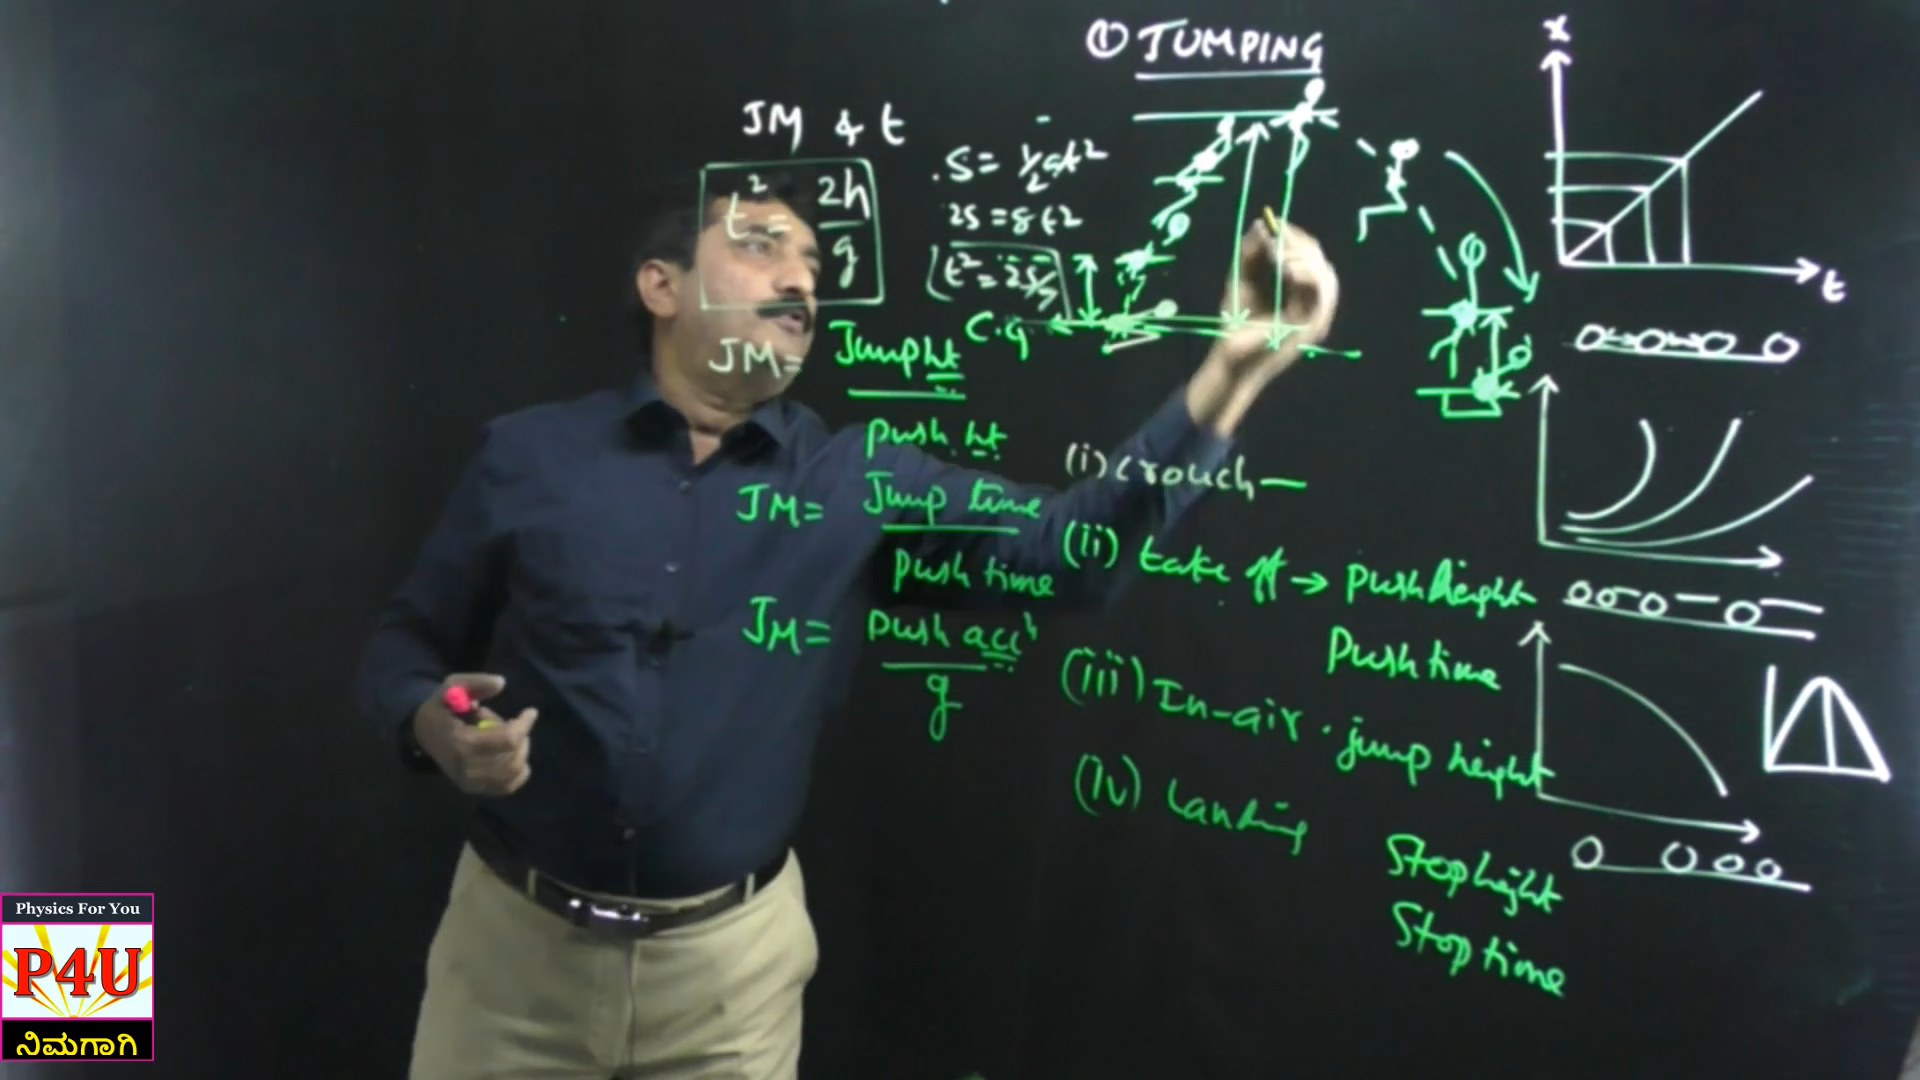 ① JUMPING
JM & t
t² = 2h/g
S = ½gt²
2S = gt²
t² = 2S/g
C.G
JM = Jump ht / push ht
JM = Jump time / Push time
JM = Push accⁿ / g
(i) crouch —
(ii) take off → Push height
Push time
(iii) In-air . jump height
(iv) Landing
Stop height
Stop time
x
t
Physics For You
P4U
ನಿಮಗಾಗಿ